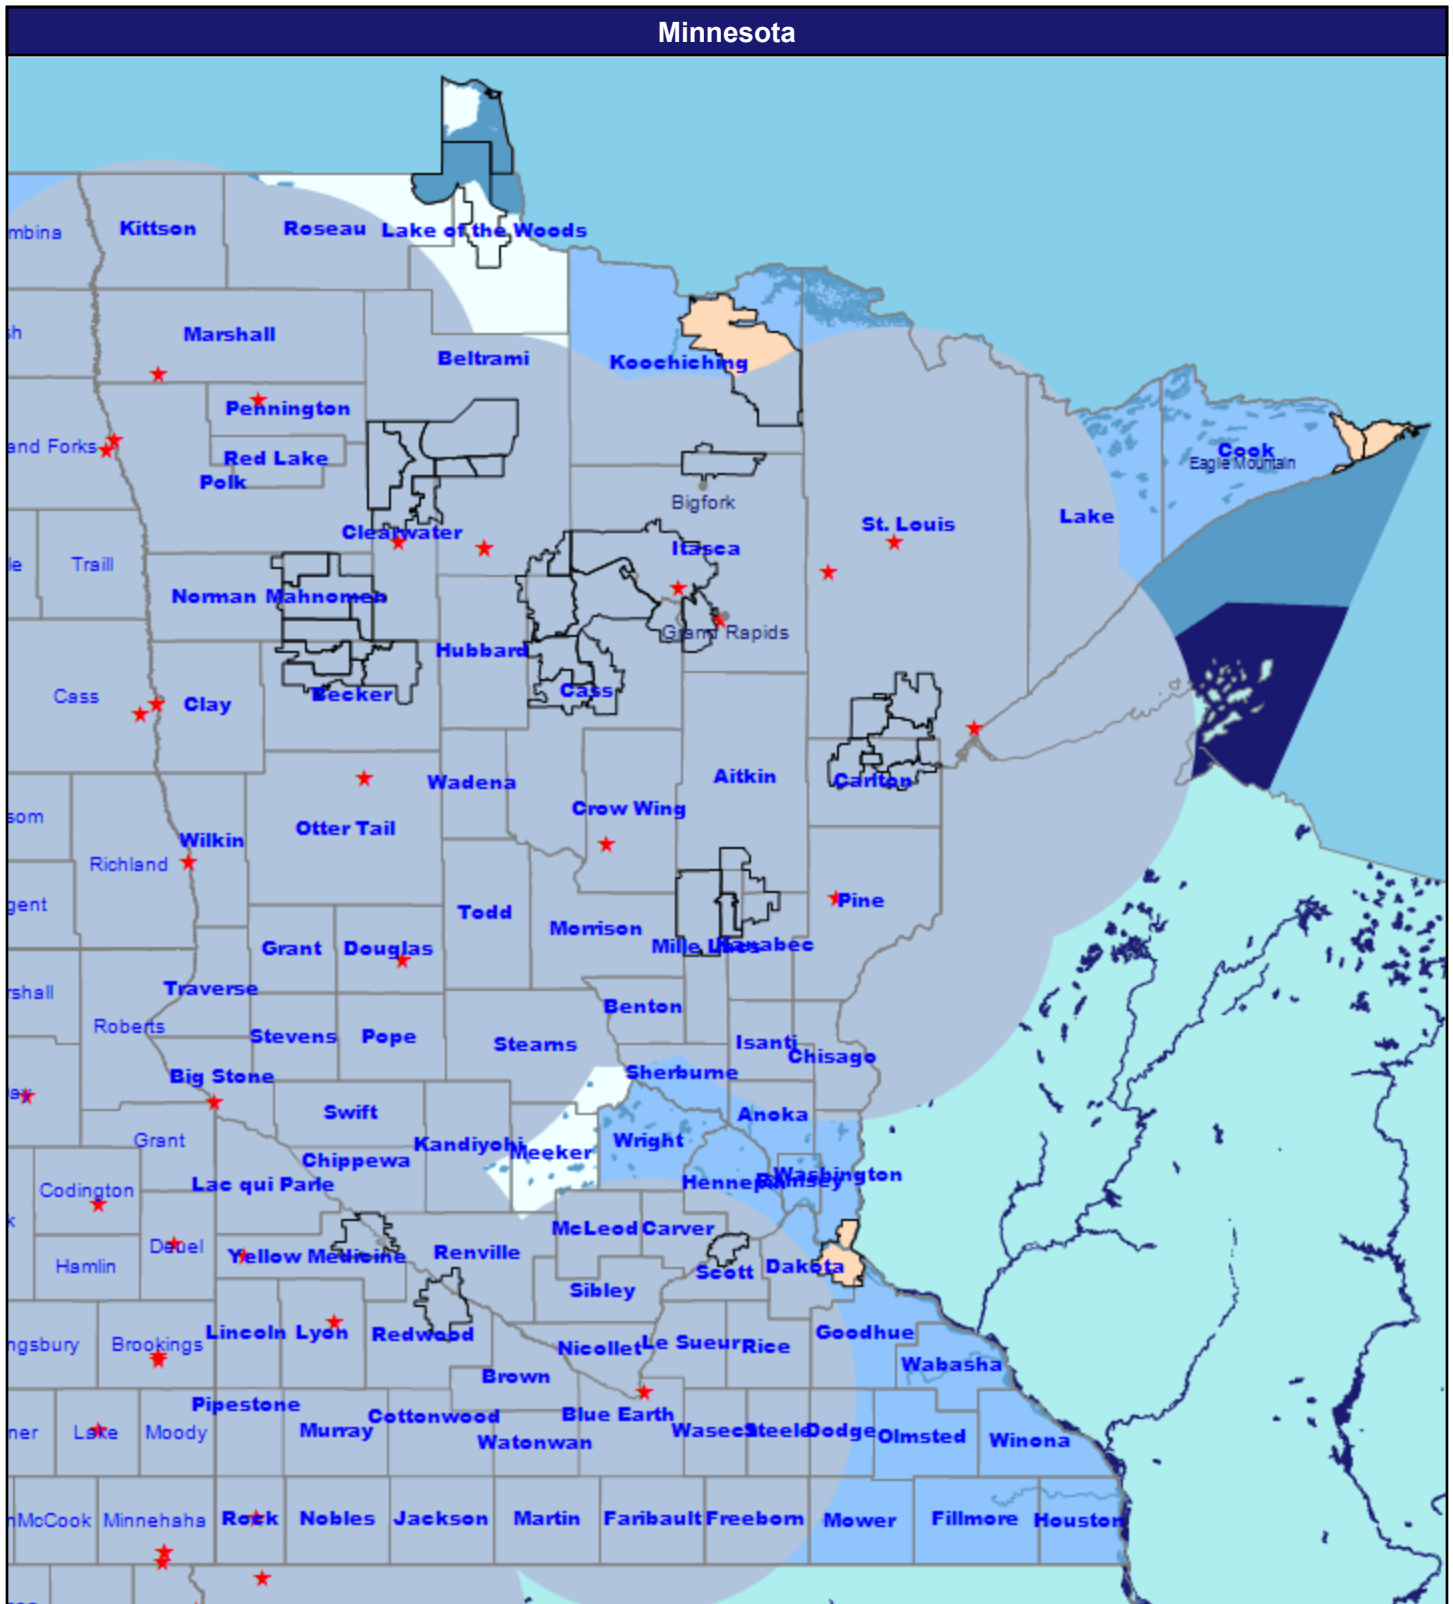 Minnesota
mbina
Kittson
Roseau
Lake of the Woods
sh
Marshall
Beltrami
Koochiching
Pennington
and Forks
Red Lake
Polk
Cook
Eagle Mountain
Bigfork
Clearwater
St. Louis
Lake
Itasca
le
Traill
Norman
Mahnomen
Grand Rapids
Hubbard
Cass
Clay
Becker
Cass
Wadena
Aitkin
Carlton
som
Otter Tail
Crow Wing
Wilkin
Richland
gent
Todd
Pine
Grant
Douglas
Morrison
Mille Lacs
Kanabec
rshall
Traverse
Roberts
Stevens
Pope
Stearns
Benton
Isanti
Chisago
Big Stone
Sherburne
Swift
Anoka
Grant
Kandiyohi
Meeker
Wright
Chippewa
Codington
Lac qui Parle
Hennepin
Ramsey
Washington
McLeod
Carver
Deuel
Yellow Medicine
Renville
Hamlin
Scott
Dakota
Sibley
ngsbury
Brookings
Lincoln
Lyon
Redwood
Nicollet
Le Sueur
Rice
Goodhue
Brown
Wabasha
Pipestone
Cottonwood
Blue Earth
ner
Lake
Moody
Murray
Watonwan
Waseca
Steele
Dodge
Olmsted
Winona
McCook
Minnehaha
Rock
Nobles
Jackson
Martin
Faribault
Freeborn
Mower
Fillmore
Houston